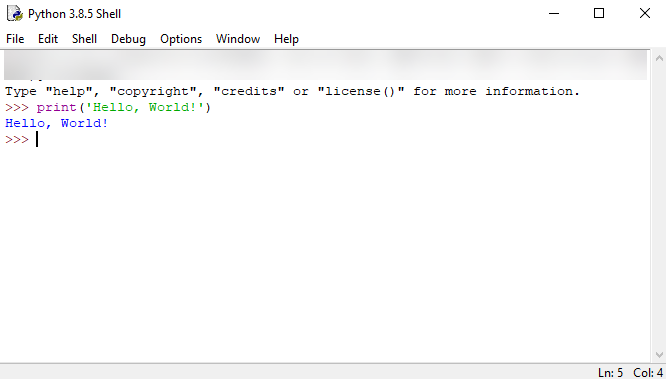 Python 3.8.5 Shell
File Edit Shell Debug Options Window Help
Type "help", "copyright", "credits" or "license()" for more information.
>>> print('Hello, World!')
Hello, World!
>>>
Ln: 5 Col: 4